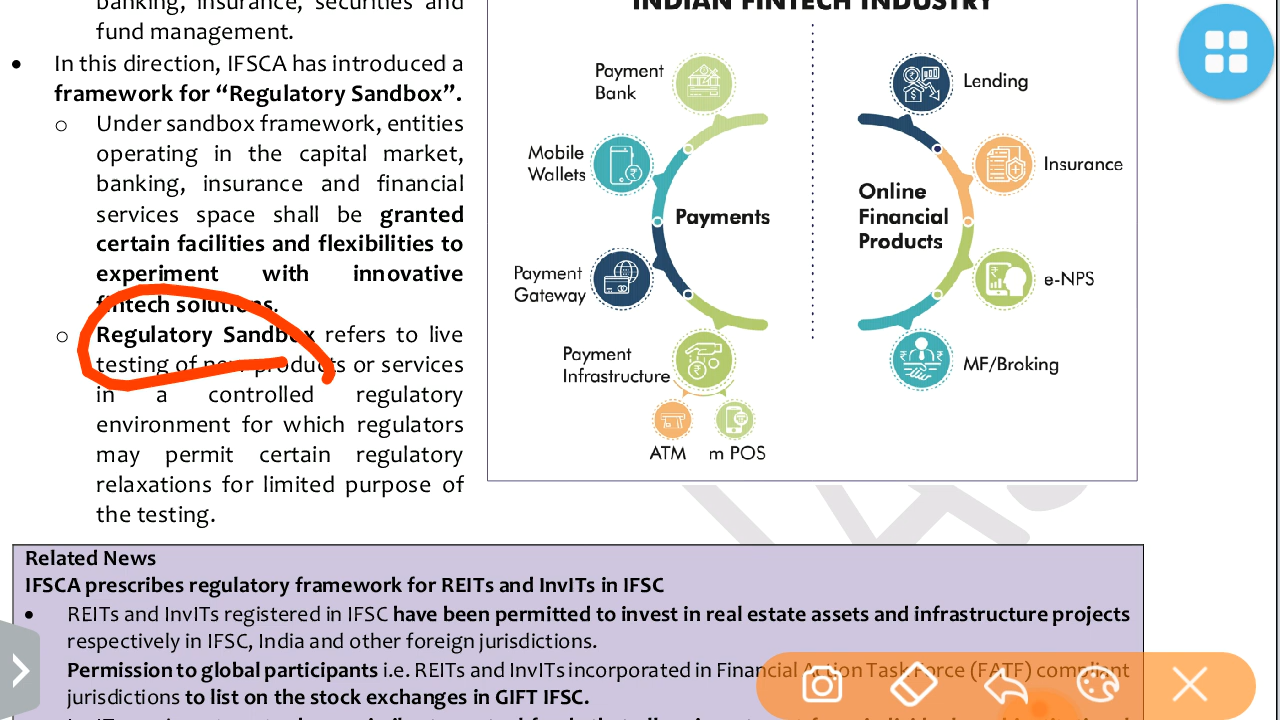 banking, insurance, securities and
fund management.
• In this direction, IFSCA has introduced a
framework for “Regulatory Sandbox”.
o Under sandbox framework, entities
operating in the capital market,
banking, insurance and financial
services space shall be granted
certain facilities and flexibilities to
experiment with innovative
fintech solutions.
o Regulatory Sandbox refers to live
testing of new products or services
in a controlled regulatory
environment for which regulators
may permit certain regulatory
relaxations for limited purpose of
the testing.
INDIAN FINTECH INDUSTRY
Payment
Bank
Mobile
Wallets
Payments
Payment
Gateway
Payment
Infrastructure
ATM
m POS
Lending
Insurance
Online
Financial
Products
e-NPS
MF/Broking
Related News
IFSCA prescribes regulatory framework for REITs and InvITs in IFSC
• REITs and InvITs registered in IFSC have been permitted to invest in real estate assets and infrastructure projects
respectively in IFSC, India and other foreign jurisdictions.
Permission to global participants i.e. REITs and InvITs incorporated in Financial Action Task Force (FATF) compliant
jurisdictions to list on the stock exchanges in GIFT IFSC.